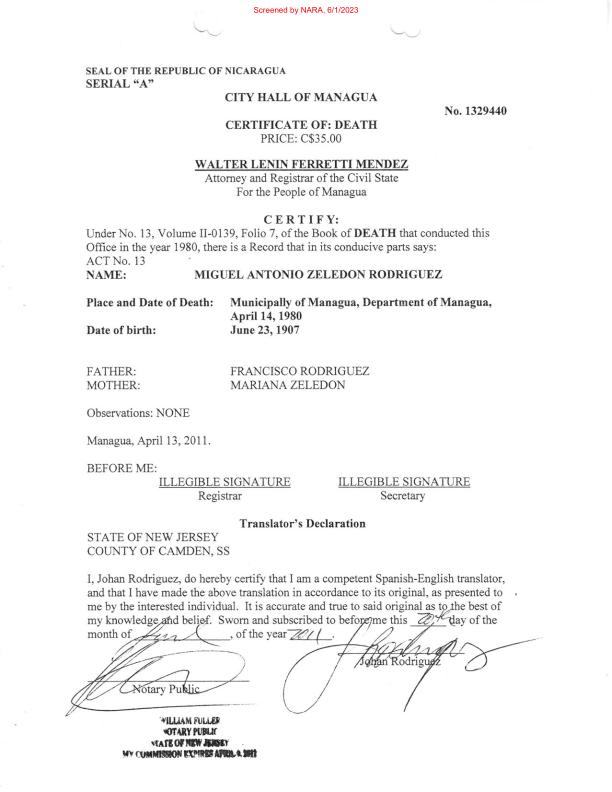 Screened by NARA, 6/1/2023
SEAL OF THE REPUBLIC OF NICARAGUA
SERIAL “A”
CITY HALL OF MANAGUA
No. 1329440
CERTIFICATE OF: DEATH
PRICE: C$35.00
WALTER LENIN FERRETTI MENDEZ
Attorney and Registrar of the Civil State
For the People of Managua
C E R T I F Y:
Under No. 13, Volume II-0139, Folio 7, of the Book of DEATH that conducted this
Office in the year 1980, there is a Record that in its conducive parts says:
ACT No. 13
NAME: MIGUEL ANTONIO ZELEDON RODRIGUEZ
Place and Date of Death: Municipally of Managua, Department of Managua,
April 14, 1980
Date of birth: June 23, 1907
FATHER: FRANCISCO RODRIGUEZ
MOTHER: MARIANA ZELEDON
Observations: NONE
Managua, April 13, 2011.
BEFORE ME:
ILLEGIBLE SIGNATURE ILLEGIBLE SIGNATURE
Registrar Secretary
Translator’s Declaration
STATE OF NEW JERSEY
COUNTY OF CAMDEN, SS
I, Johan Rodriguez, do hereby certify that I am a competent Spanish-English translator,
and that I have made the above translation in accordance to its original, as presented to
me by the interested individual. It is accurate and true to said original as to the best of
my knowledge and belief. Sworn and subscribed to before me this day of the
month of , of the year 2011.
Johan Rodriguez
Notary Public
WILLIAM FULLER
NOTARY PUBLIC
STATE OF NEW JERSEY
MY COMMISSION EXPIRES APRIL 9, 2012